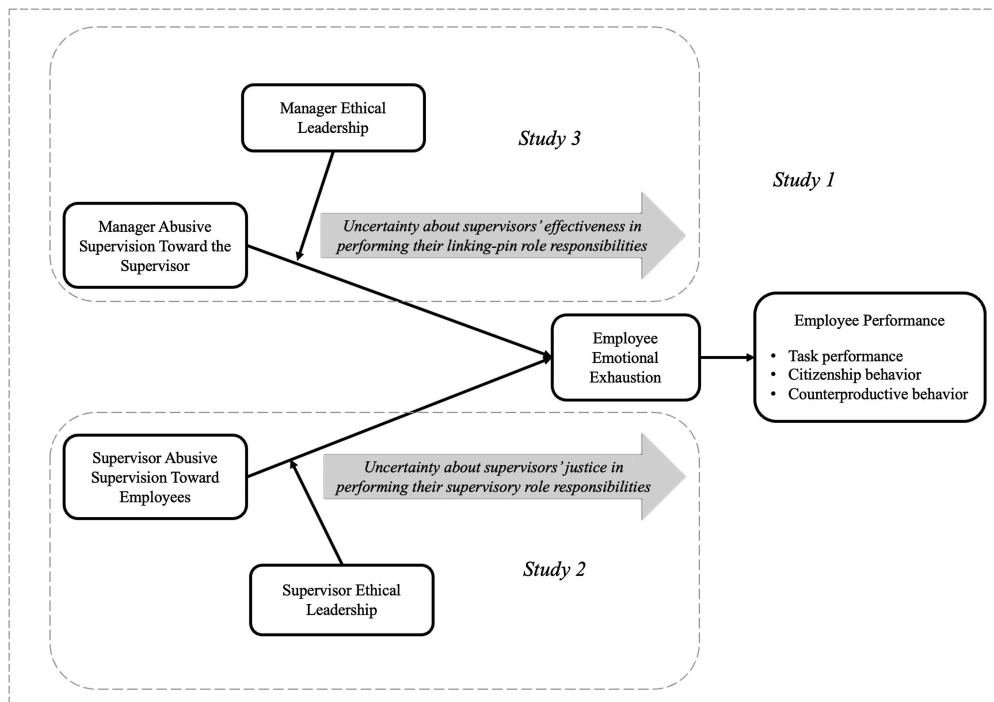 Manager Ethical
Leadership
Study 3
Study 1
Manager Abusive
Supervision Toward the
Supervisor
Uncertainty about supervisors' effectiveness in
performing their linking-pin role responsibilities
Employee
Emotional
Exhaustion
Employee Performance
• Task performance
• Citizenship behavior
• Counterproductive behavior
Supervisor Abusive
Supervision Toward
Employees
Uncertainty about supervisors' justice in
performing their supervisory role responsibilities
Study 2
Supervisor Ethical
Leadership